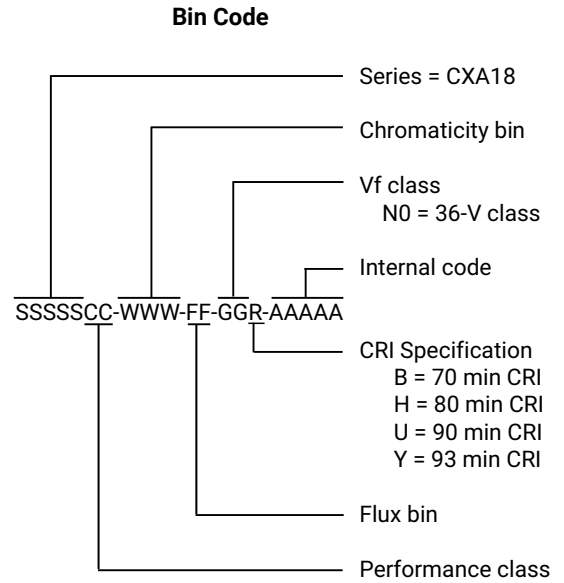 Bin Code
Series = CXA18
Chromaticity bin
Vf class
N0 = 36-V class
Internal code
SSSSSCC-WWW-FF-GGR-AAAAA
CRI Specification
B = 70 min CRI
H = 80 min CRI
U = 90 min CRI
Y = 93 min CRI
Flux bin
Performance class